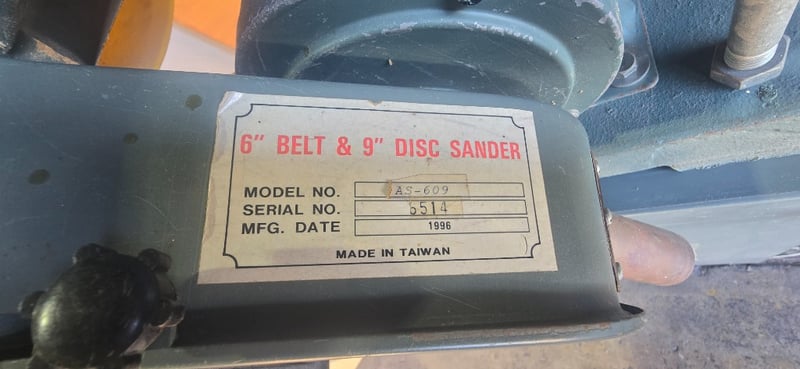 6" BELT & 9" DISC SANDER
MODEL NO. AS-609
SERIAL NO. 6514
MFG. DATE 1996
MADE IN TAIWAN